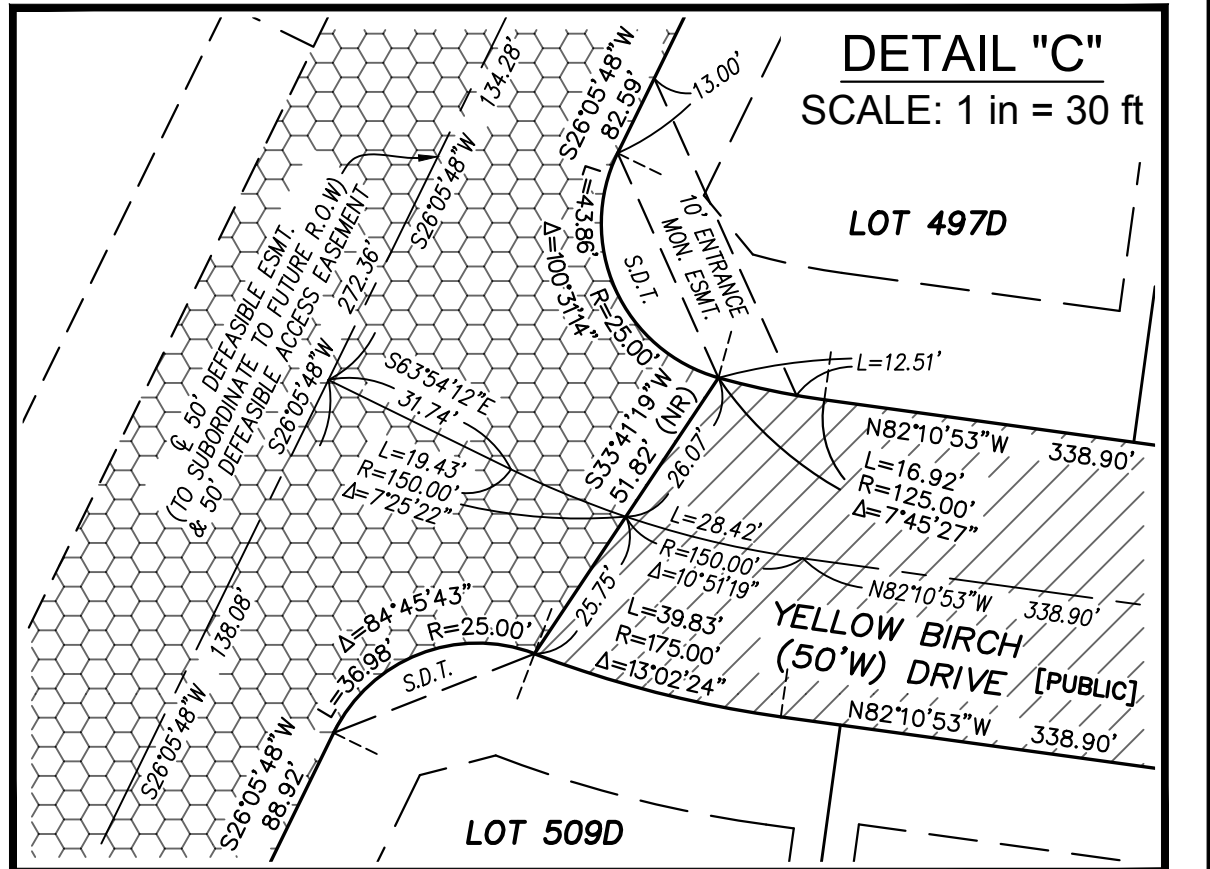 DETAIL "C"
SCALE: 1 in = 30 ft
134.28'
S26°05'48"W
S26°05'48"W
82.59'
13.00'
LOT 497D
10' ENTRANCE
MON. ESMT.
S.D.T.
L=43.86'
R=25.00'
Δ=100°31'14"
℄ 50' DEFEASIBLE ESMT.
(TO SUBORDINATE TO FUTURE R.O.W)
& 50' DEFEASIBLE ACCESS EASEMENT
S26°05'48"W
272.36'
S63°54'12"E
31.74'
L=19.43'
R=150.00'
Δ=7°25'22"
S33°41'19"W
51.82' (NR)
26.07'
L=12.51'
N82°10'53"W 338.90'
L=16.92'
R=125.00'
Δ=7°45'27"
L=28.42'
R=150.00'
Δ=10°51'19"
N82°10'53"W 338.90'
25.75'
L=39.83'
R=175.00'
Δ=13°02'24"
YELLOW BIRCH
(50'W) DRIVE [PUBLIC]
N82°10'53"W 338.90'
138.08'
S26°05'48"W
Δ=84°45'43"
R=25.00'
L=36.98'
S.D.T.
S26°05'48"W
88.92'
LOT 509D